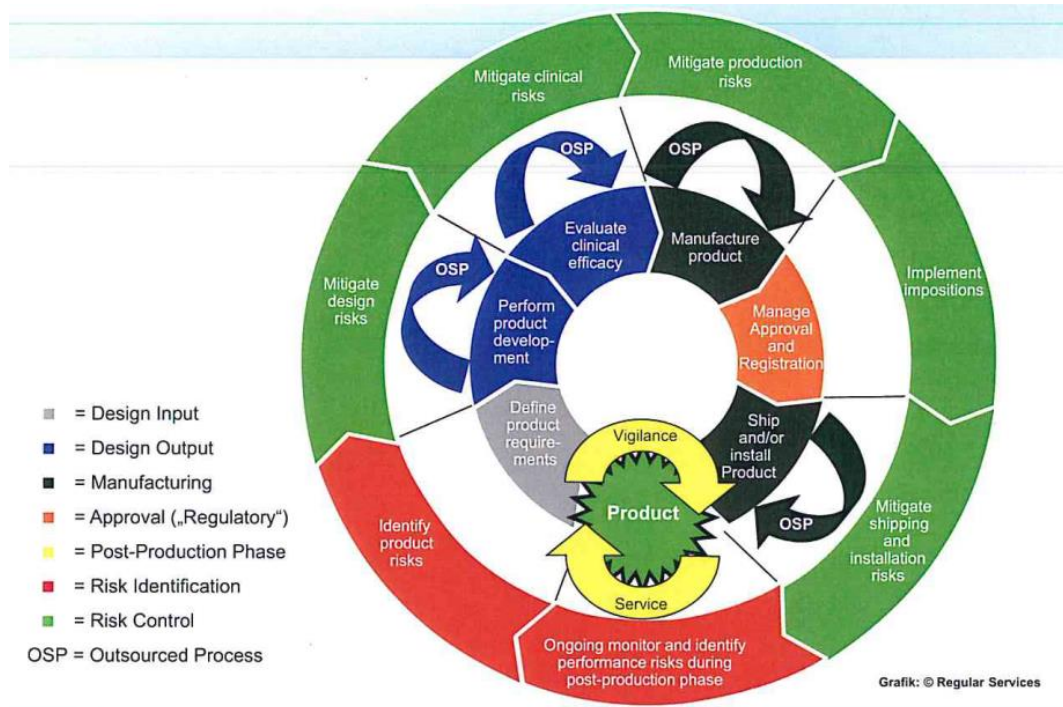 Mitigate clinical
risks
Mitigate production
risks
Implement
impositions
Mitigate
shipping
and
installation
risks
Ongoing monitor and identify
performance risks during
post-production phase
Identify
product
risks
Mitigate
design
risks
OSP
OSP
OSP
OSP
Evaluate
clinical
efficacy
Manufacture
product
Manage
Approval
and
Registration
Ship
and/or
install
Product
Define
product
require-
ments
Perform
product
develop-
ment
Vigilance
Product
Service
= Design Input
= Design Output
= Manufacturing
= Approval („Regulatory“)
= Post-Production Phase
= Risk Identification
= Risk Control
OSP = Outsourced Process
Grafik: © Regular Services